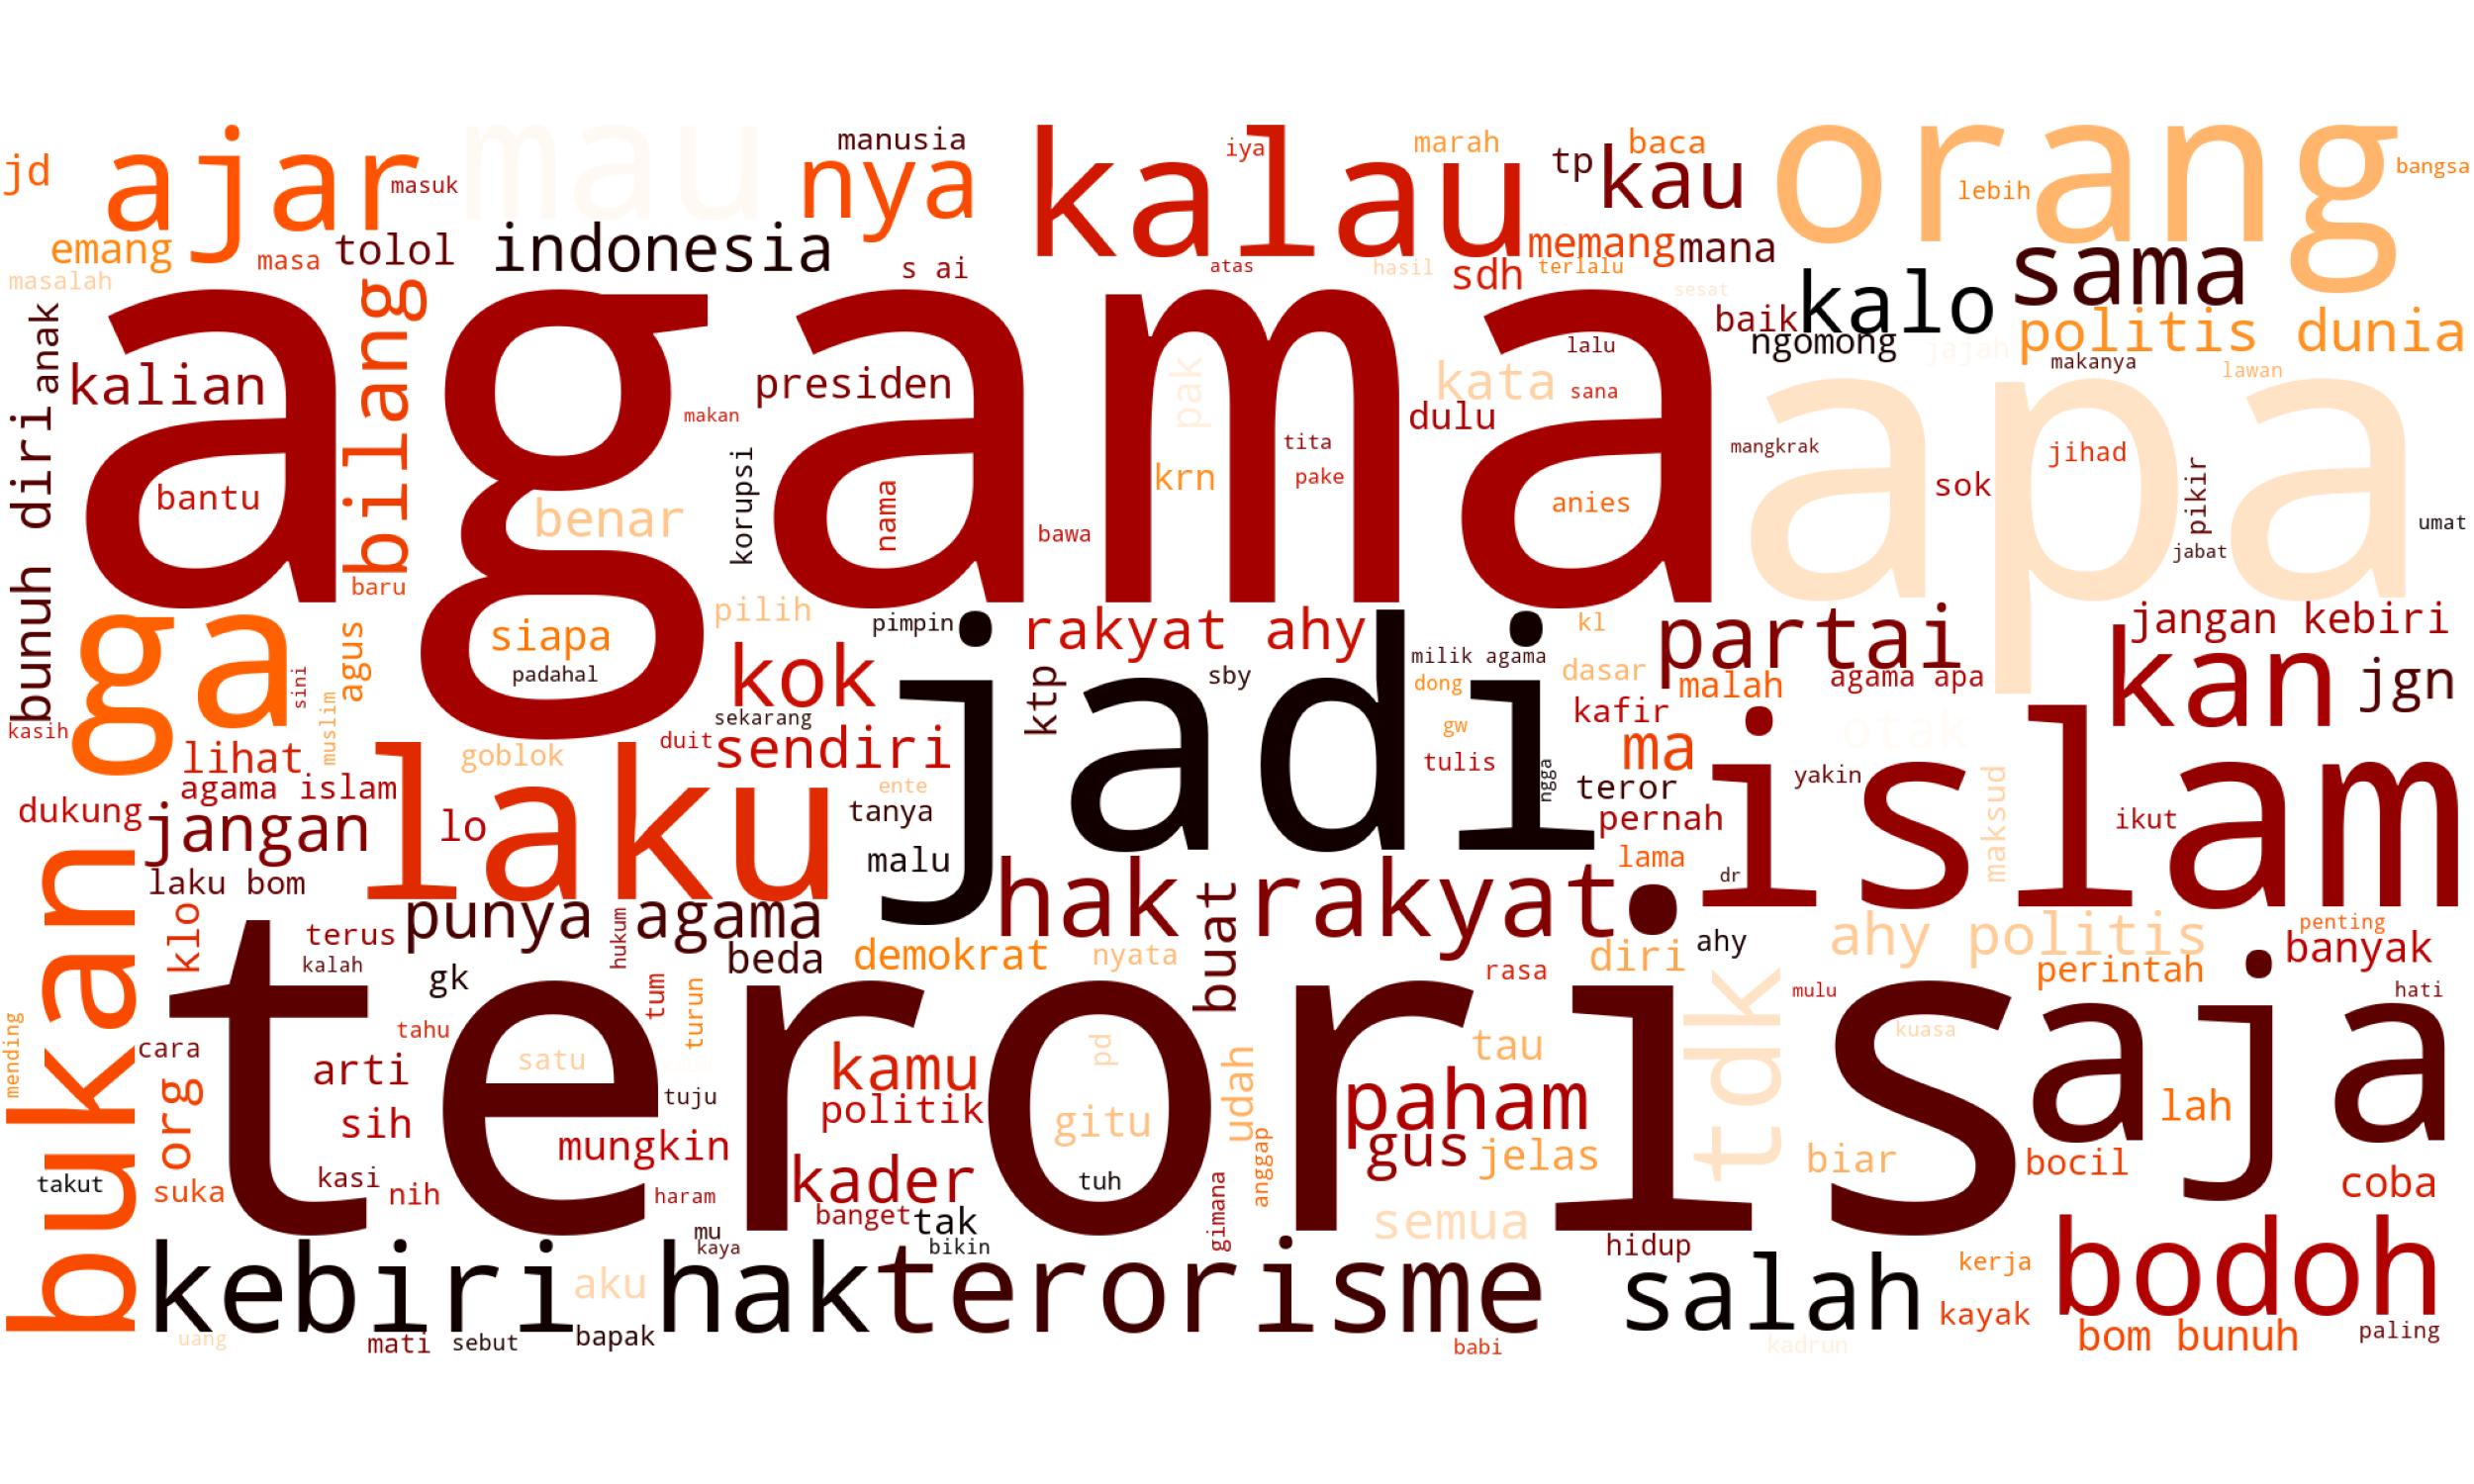 jd
ajar
masuk
mau
manusia
nya
kalau
iya
marah
tp
baca
kau
orang
lebih
bangsa
emang
masa
tolol
indonesia
s ai
atas
hasil
sdh
terlalu
memang
mana
sama
masalah
sesat
baik
kalo
ngomong
jajah
politis dunia
makanya
lawan
anak
kalian
bilang
agama
presiden
makan
pak
kata
lalu
sana
dulu
apa
bunuh diri
bantu
benar
korupsi
nama
bawa
krn
tita
pake
anies
mangkrak
sok
jihad
pikir
jabat
umat
baru
ga
sini
agus
muslim
siapa
padahal
pilih
pimpin
kok
rakyat ahy
ktp
sby
milik agama
dong
gw
kl
dasar
partai
malah
agama apa
jangan kebiri
kan
jgn
kasih
lihat
goblok
sekarang
duit
sendiri
jadi
tulis
ngga
kafir
ma
otak
islam
dukung
agama islam
jangan
laku
lo
ente
tanya
malu
teror
pernah
lama
yakin
maksud
ikut
bukan
laku bom
klo
terus
kalah
punya agama
hukum
beda
gk
demokrat
nyata
hak rakyat
buat
rasa
diri
dr
ahy
ahy politis
perintah
penting
banyak
hati
mending
cara
org
teroris
tahu
tum
turun
satu
arti
sih
tuju
kamu
politik
pd
gitu
udah
tau
paham
gus
jelas
tdk
mulu
kuasa
saja
lah
takut
suka
kasi
nih
mungkin
haram
kader
banget
tak
tuh
gimana
anggap
semua
biar
bocil
coba
kebiri hak
mu
kaya
bikin
aku
terorisme
hidup
salah
kerja
kayak
bodoh
uang
mati
sebut
bapak
babi
kadrun
bom bunuh
paling